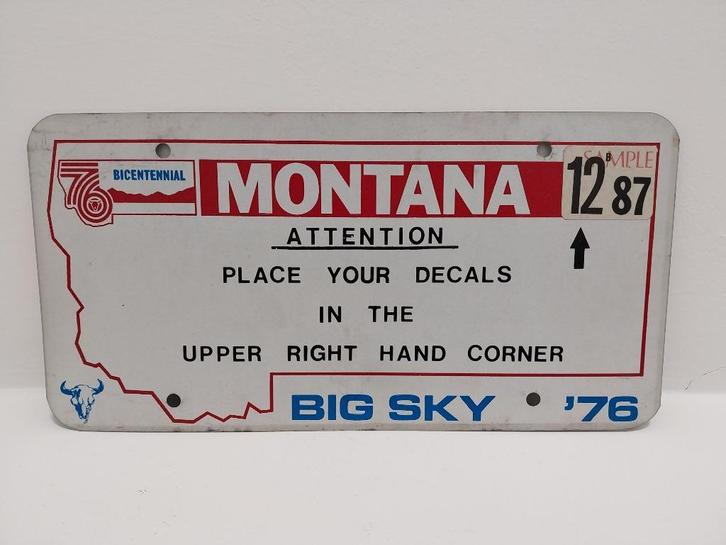 76 BICENTENNIAL MONTANA SAMPLE
12 B 87
ATTENTION
PLACE YOUR DECALS
IN THE
UPPER RIGHT HAND CORNER
BIG SKY '76